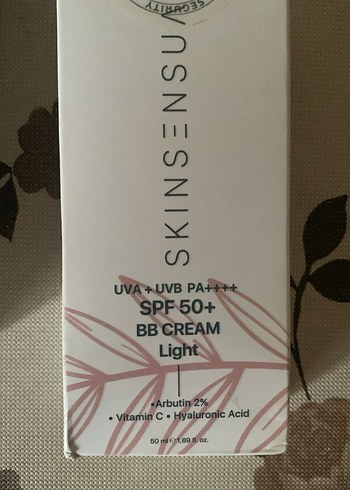 SECURITY
SKINSENSUA
UVA + UVB PA++++
SPF 50+
BB CREAM
Light
•Arbutin 2%
• Vitamin C • Hyaluronic Acid
50 ml ℮ 1,69 fl. oz.